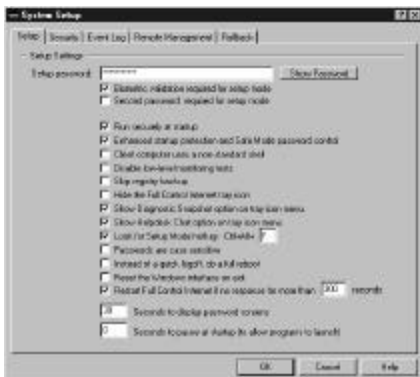 System Setup
Setup Security Event Log Remote Management Rollback
Setup Settings
Setup password: ********* Show Password
Biometric validation required for setup mode
Second password required for setup mode
Run securely at startup
Enhanced startup protection and Safe Mode password control
Client computer uses a non-standard shell
Disable low-level monitoring tests
Skip registry backup
Hide the Full Control Internet tray icon
Show Diagnostic Snapshot option on tray icon menu
Show Helpdesk Chat option on tray icon menu
Look for Setup Mode hotkey: Ctrl+Alt+
Passwords are case sensitive
Instead of a quick logoff, do a full reboot
Reset the Windows interface on exit
Restart Full Control Internet if no response for more than 300 seconds
Seconds to display password screens
0 Seconds to pause at startup (to allow programs to launch)
OK Cancel Help